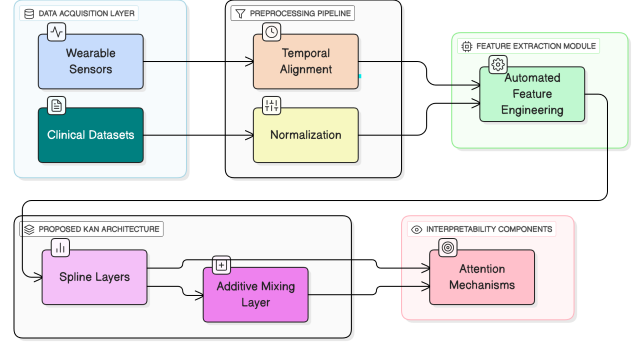 DATA ACQUISITION LAYER
PREPROCESSING PIPELINE
Wearable
Sensors
Temporal
Alignment
FEATURE EXTRACTION MODULE
Automated
Feature
Engineering
Clinical Datasets
Normalization
PROPOSED KAN ARCHITECTURE
INTERPRETABILITY COMPONENTS
Spline Layers
Additive Mixing
Layer
Attention
Mechanisms